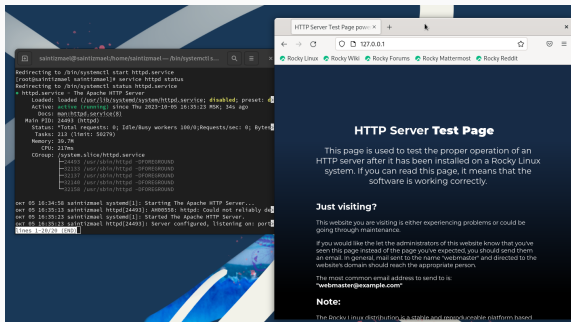 saintizmael@saintizmael:/home/saintizmael — /bin/systemctl s...
Redirecting to /bin/systemctl start httpd.service
[root@saintizmael saintizmael]# service httpd status
Redirecting to /bin/systemctl status httpd.service
● httpd.service - The Apache HTTP Server
Loaded: loaded (/usr/lib/systemd/system/httpd.service; disabled; preset: d>
Active: active (running) since Thu 2023-10-05 16:35:23 MSK; 34s ago
Docs: man:httpd.service(8)
Main PID: 24493 (httpd)
Status: "Total requests: 0; Idle/Busy workers 100/0;Requests/sec: 0; Bytes>
Tasks: 213 (limit: 50279)
Memory: 39.7M
CPU: 217ms
CGroup: /system.slice/httpd.service
├─24493 /usr/sbin/httpd -DFOREGROUND
/usr/sbin/httpd -DFOREGROUND
/usr/sbin/httpd -DFOREGROUND
/usr/sbin/httpd -DFOREGROUND
/usr/sbin/httpd -DFOREGROUND
окт 05 16:34:58 saintizmael systemd[1]: Starting The Apache HTTP Server...
окт 05 16:35:13 saintizmael httpd[24493]: AH00558: httpd: Could not reliably de>
окт 05 16:35:23 saintizmael systemd[1]: Started The Apache HTTP Server.
окт 05 16:35:23 saintizmael httpd[24493]: Server configured, listening on: port>
lines 1-20/20 (END)
HTTP Server Test Page powe
127.0.0.1
Rocky Linux Rocky Wiki Rocky Forums Rocky Mattermost Rocky Reddit
HTTP Server Test Page
This page is used to test the proper operation of an
HTTP server after it has been installed on a Rocky Linux
system. If you can read this page, it means that the
software is working correctly.
Just visiting?
This website you are visiting is either experiencing problems or could be
going through maintenance.
If you would like the let the administrators of this website know that you've
seen this page instead of the page you've expected, you should send them
an email. In general, mail sent to the name "webmaster" and directed to the
website's domain should reach the appropriate person.
The most common email address to send to is:
"webmaster@example.com"
Note:
The Rocky Linux distribution is a stable and reproduceable platform based